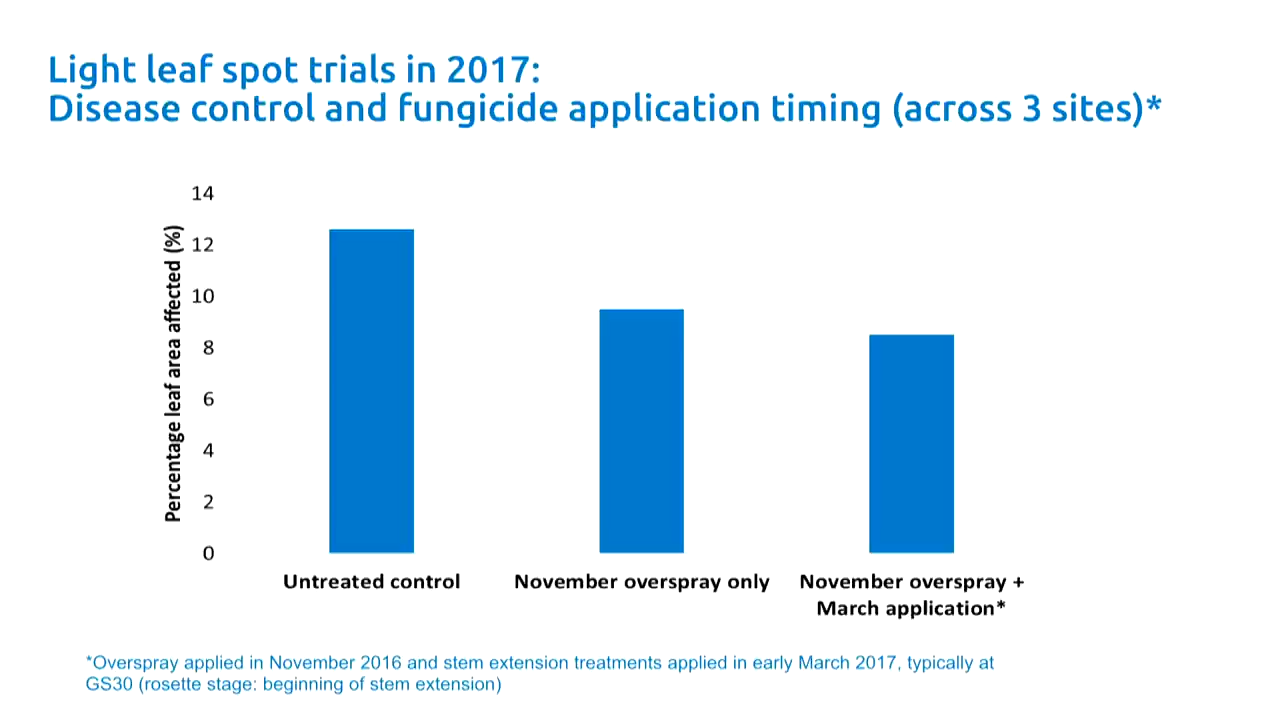 Light leaf spot trials in 2017:
Disease control and fungicide application timing (across 3 sites)*
14
12
10
8
6
4
2
0
Percentage leaf area affected (%)
Untreated control
November overspray only
November overspray +
March application*
*Overspray applied in November 2016 and stem extension treatments applied in early March 2017, typically at
GS30 (rosette stage: beginning of stem extension)